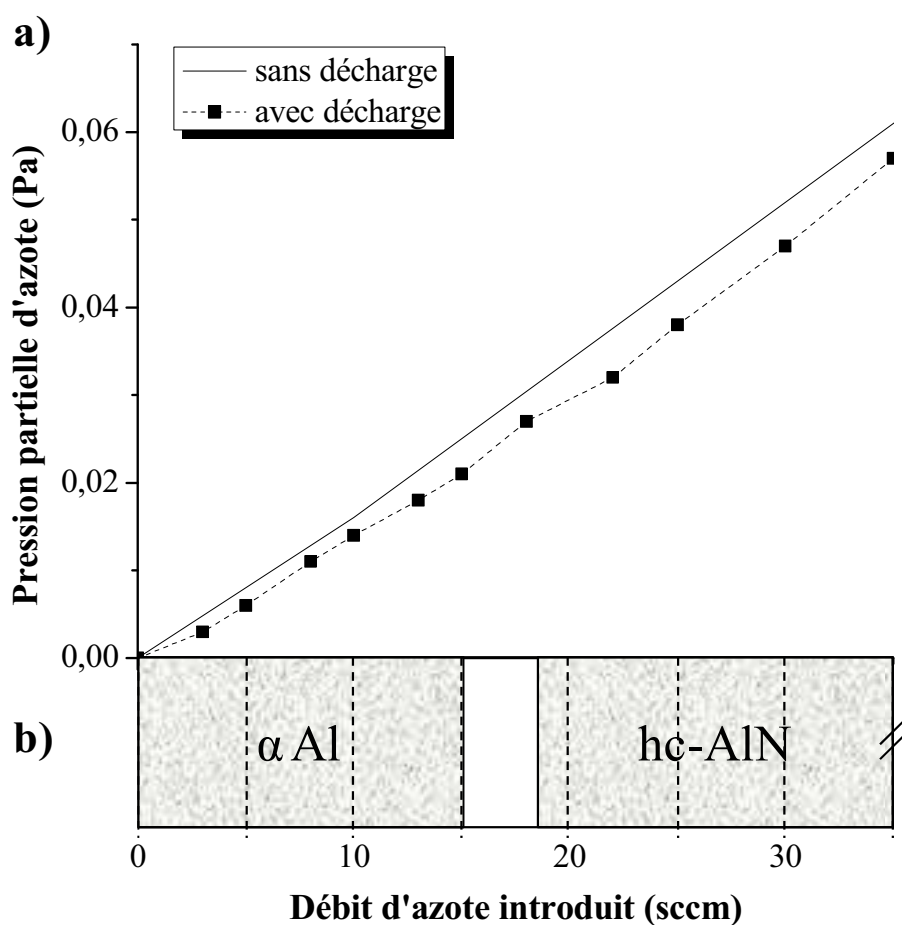 a)
sans décharge
avec décharge
Pression partielle d'azote (Pa)
0,06
0,04
0,02
0,00
b)
α Al
hc-AlN
0
10
20
30
Débit d'azote introduit (sccm)